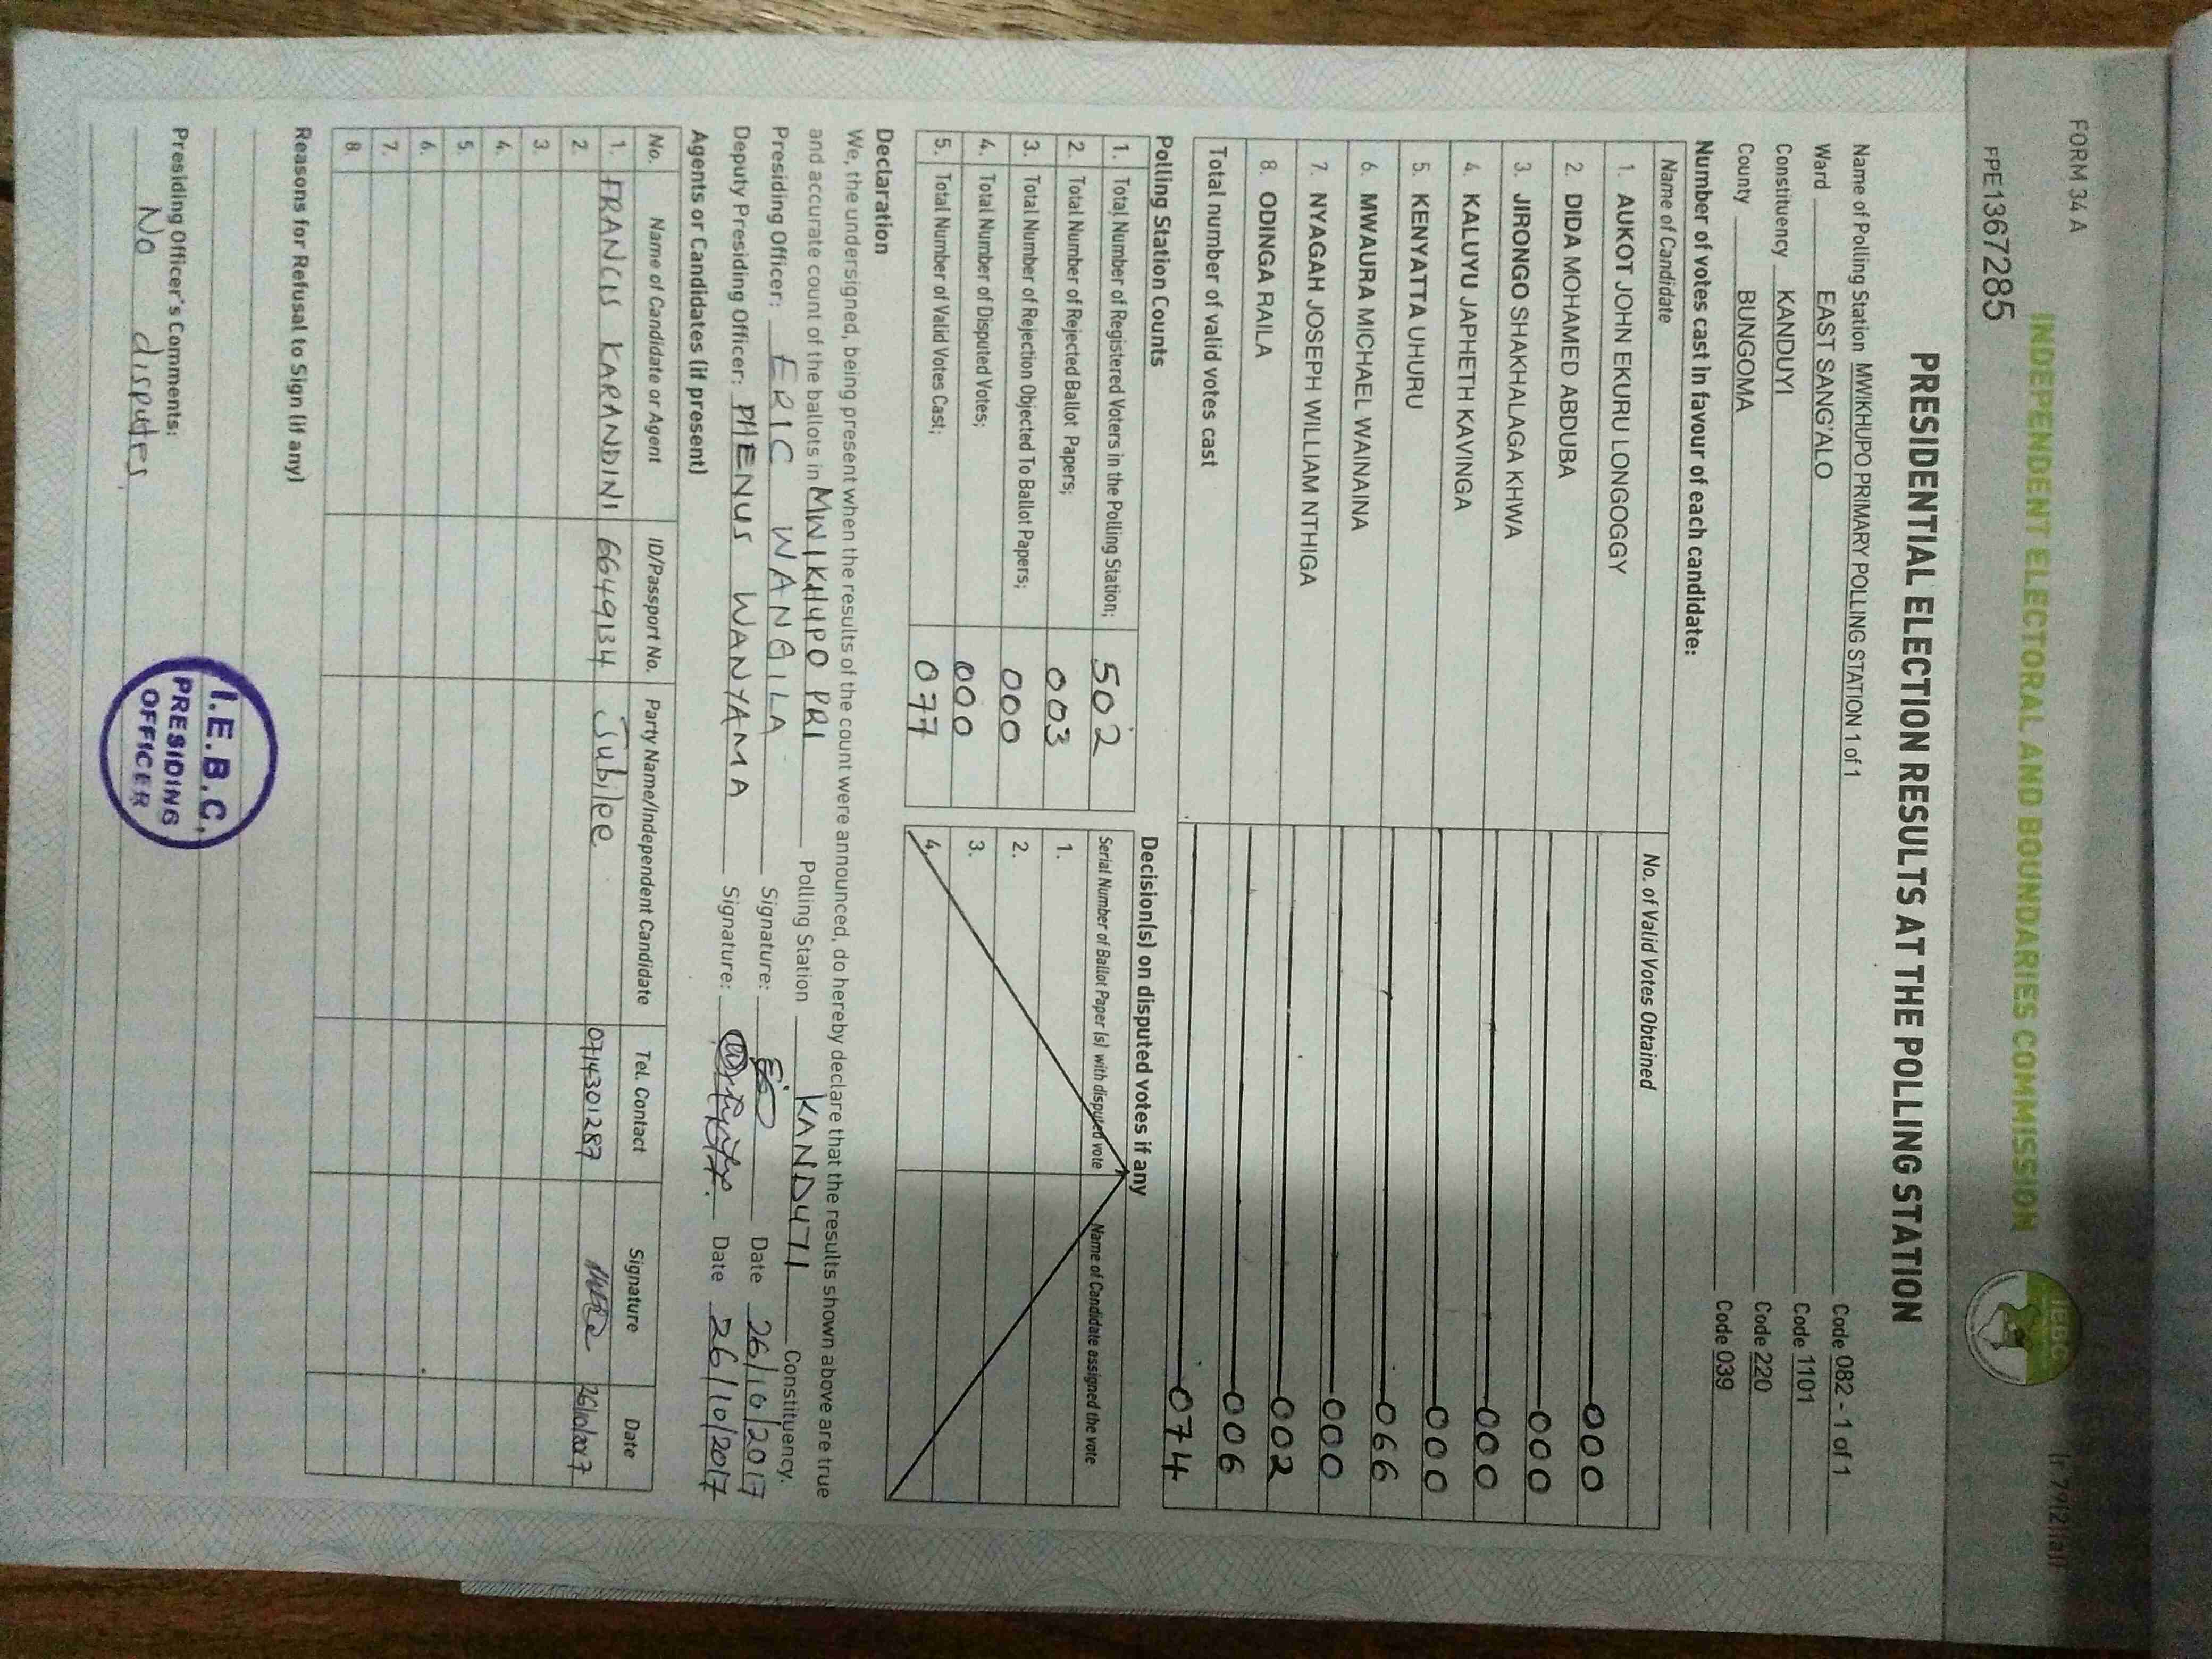 FORM 34 A
INDEPENDENT ELECTORAL AND BOUNDARIES COMMISSION
IEBC
FPE1367285
PRESIDENTIAL ELECTION RESULTS AT THE POLLING STATION
Name of Polling Station MWIKHUPO PRIMARY POLLING STATION 1 of 1 Code 082 - 1 of 1
Ward EAST SANG'ALO Code 1101
Constituency KANDUYI Code 220
County BUNGOMA Code 039
Number of votes cast in favour of each candidate:
Name of Candidate No. of Valid Votes Obtained
1. AUKOT JOHN EKURU LONGOGGY 000
2. DIDA MOHAMED ABDUBA 000
3. JIRONGO SHAKHALAGA KHWA 000
4. KALUYU JAPHETH KAVINGA 000
5. KENYATTA UHURU 066
6. MWAURA MICHAEL WAINAINA 000
7. NYAGAH JOSEPH WILLIAM NTHIGA 002
8. ODINGA RAILA 006
Total number of valid votes cast 074
Polling Station Counts
1. Total Number of Registered Voters in the Polling Station; 502
2. Total Number of Rejected Ballot Papers; 003
3. Total Number of Rejection Objected To Ballot Papers; 000
4. Total Number of Disputed Votes; 000
5. Total Number of Valid Votes Cast; 077
Decision(s) on disputed votes if any
Serial Number of Ballot Paper (s) with disputed vote Name of Candidate assigned the vote
1.
2.
3.
4.
Declaration
We, the undersigned, being present when the results of the count were announced, do hereby declare that the results shown above are true
and accurate count of the ballots in MWIKHUPO PRI Polling Station KANDUYI Constituency.
Presiding Officer: ERIC WANGILA Signature: Date 26/10/2017
Deputy Presiding Officer: PHENUS WANYAMA Signature: Date 26/10/2017
Agents or Candidates (if present)
No. Name of Candidate or Agent ID/Passport No. Party Name/Independent Candidate Tel. Contact Signature Date
1. FRANCIS KARANDINI 6649134 Jubilee 0714301287 26/10/2017
2.
3.
4.
5.
6.
7.
8.
Reasons for Refusal to Sign (if any)
Presiding Officer's Comments:
No disputes
I.E.B.C.
PRESIDING
OFFICER